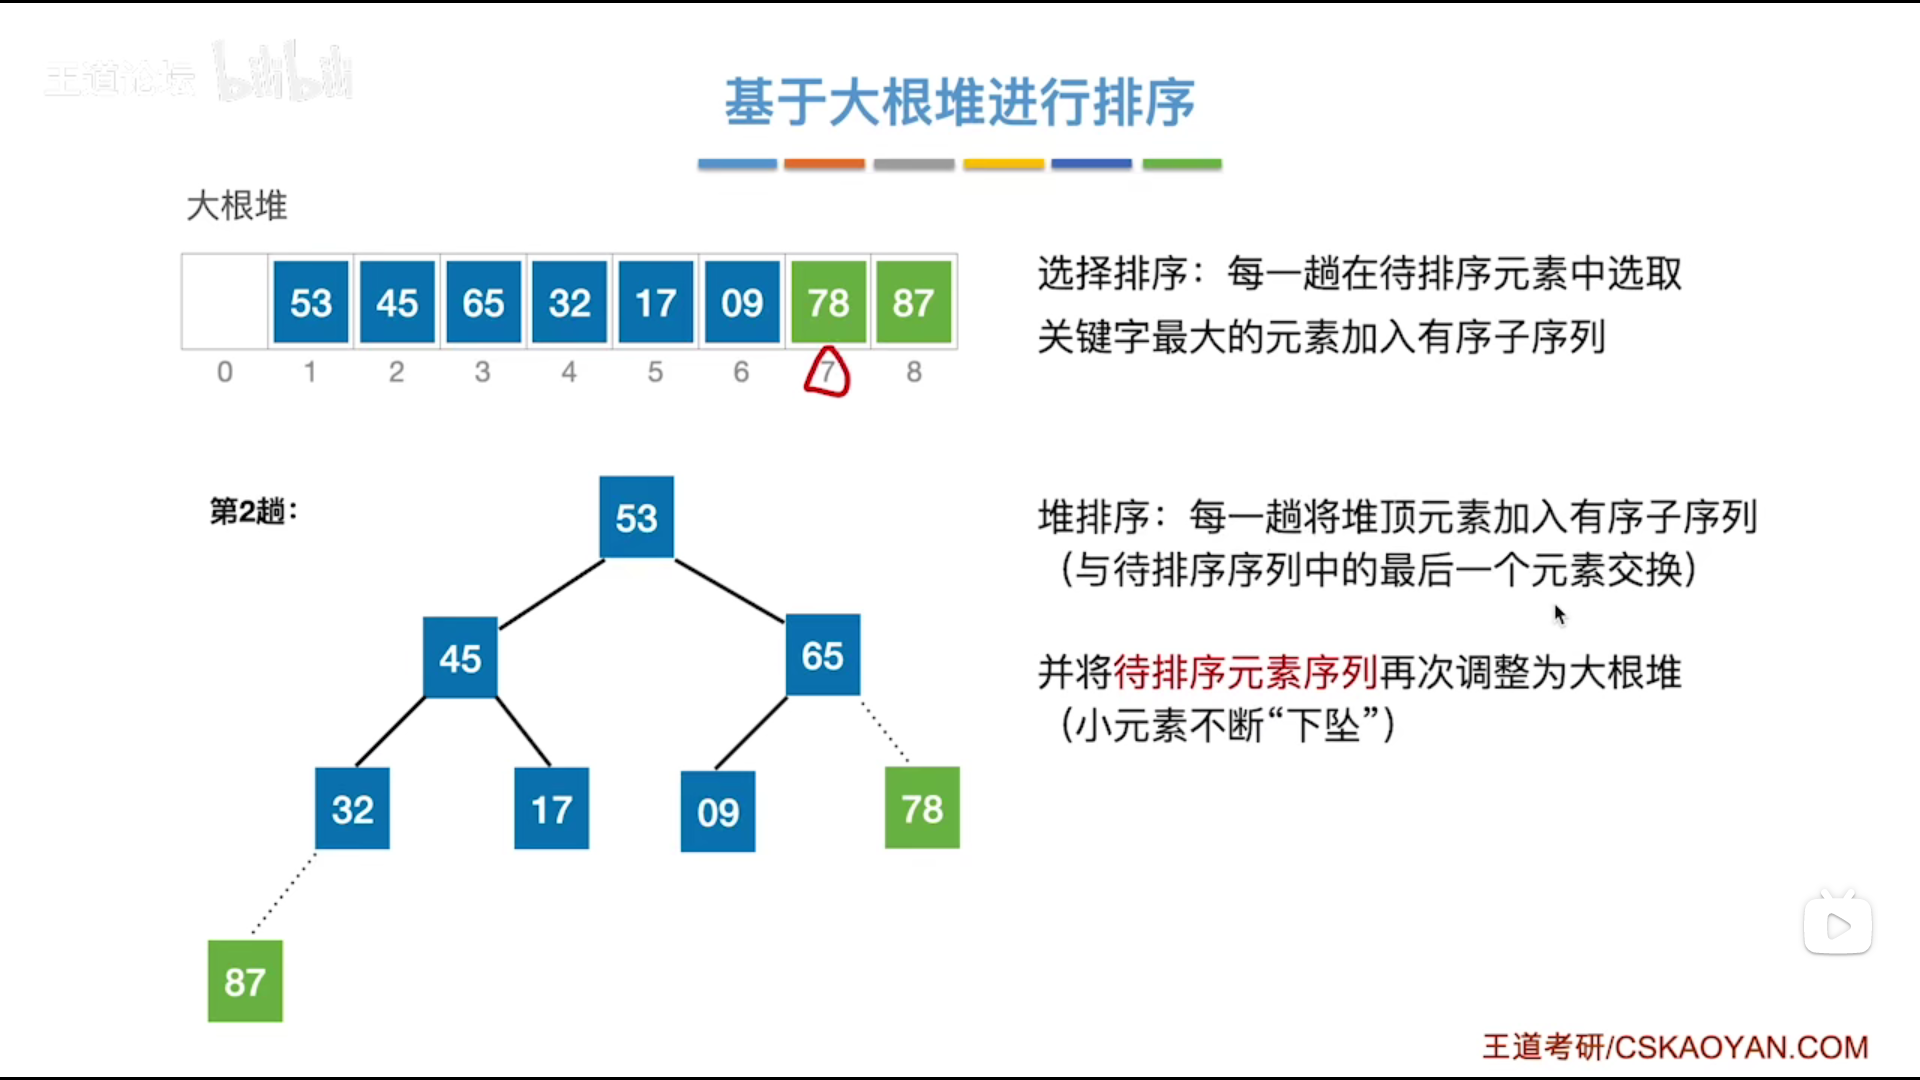 王道论坛 bilibili
基于大根堆进行排序
大根堆
53 45 65 32 17 09 78 87
0 1 2 3 4 5 6 7 8
选择排序：每一趟在待排序元素中选取
关键字最大的元素加入有序子序列
第2趟：
53
45 65
32 17 09 78
87
堆排序：每一趟将堆顶元素加入有序子序列
（与待排序序列中的最后一个元素交换）
并将待排序元素序列再次调整为大根堆
（小元素不断“下坠”）
王道考研/CSKAOYAN.COM